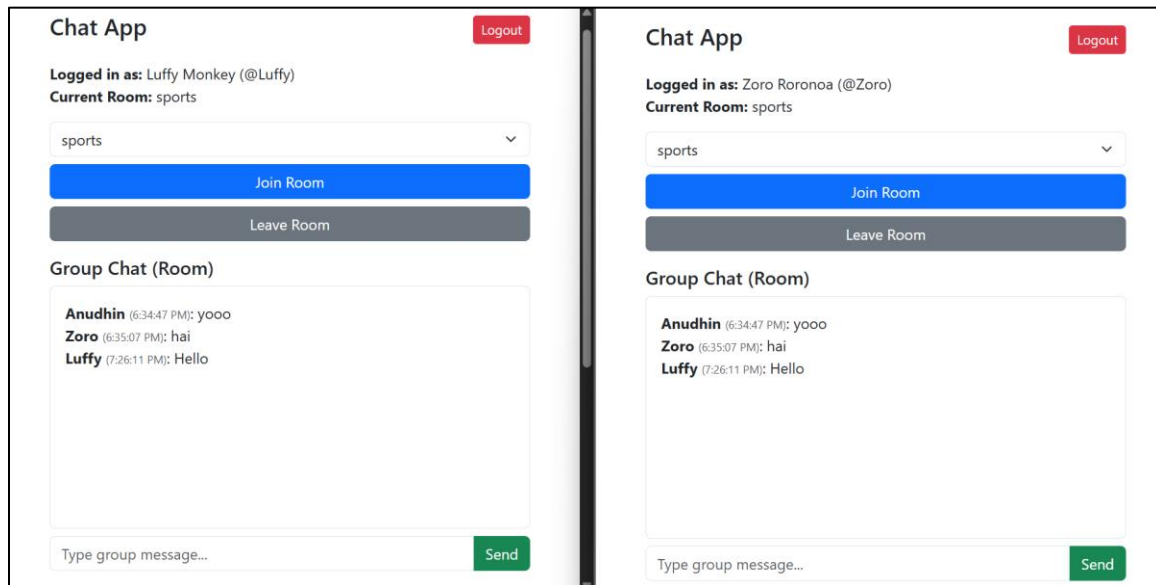 Chat App
Logout
Logged in as: Luffy Monkey (@Luffy)
Current Room: sports
sports
Join Room
Leave Room
Group Chat (Room)
Anudhin (6:34:47 PM): yooo
Zoro (6:35:07 PM): hai
Luffy (7:26:11 PM): Hello
Type group message...
Send
Chat App
Logout
Logged in as: Zoro Roronoa (@Zoro)
Current Room: sports
sports
Join Room
Leave Room
Group Chat (Room)
Anudhin (6:34:47 PM): yooo
Zoro (6:35:07 PM): hai
Luffy (7:26:11 PM): Hello
Type group message...
Send